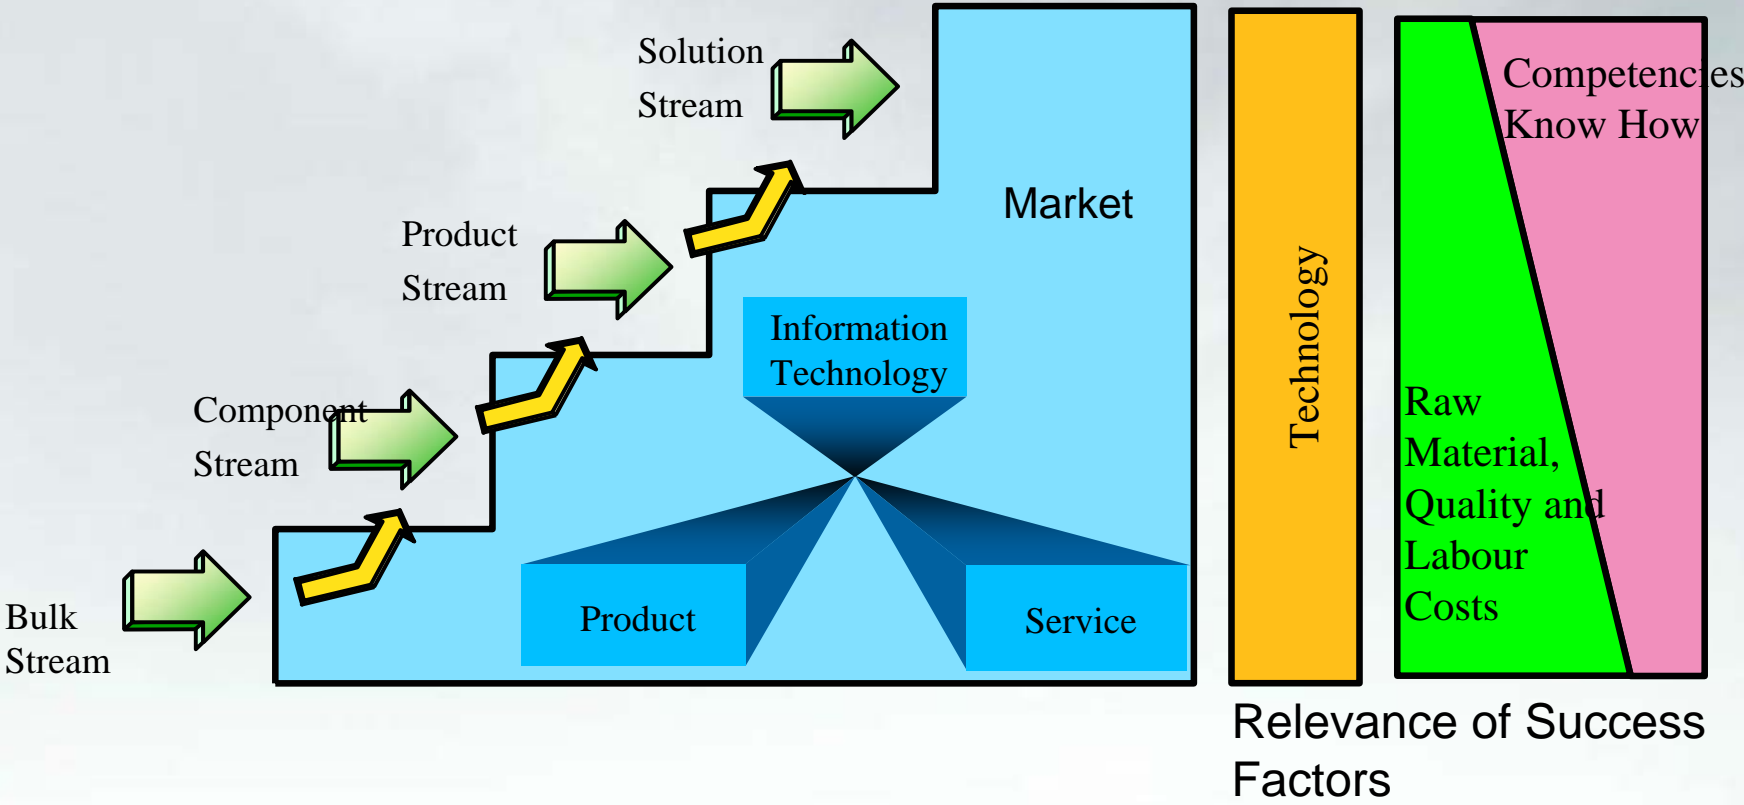 Solution
Stream
Competencies
Know How
Market
Product
Stream
Technology
Information
Technology
Component
Stream
Raw
Material,
Quality and
Labour
Costs
Bulk
Stream
Product
Service
Relevance of Success
Factors